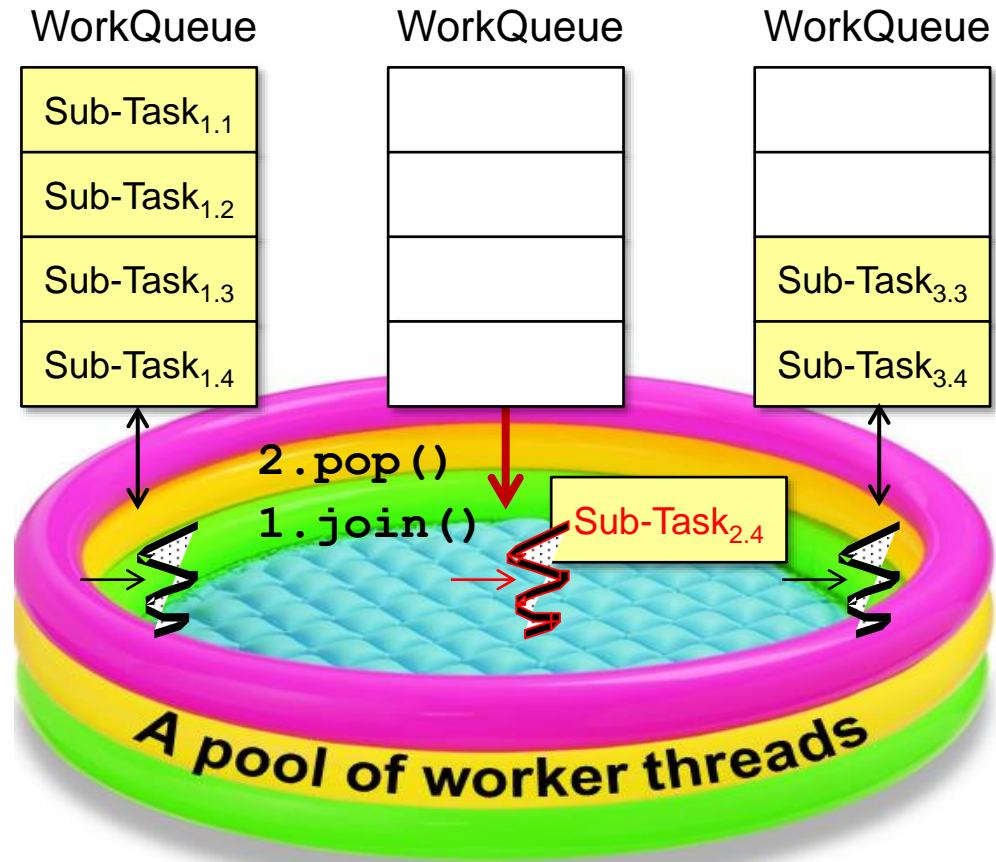 WorkQueue WorkQueue WorkQueue
Sub-Task1.1
Sub-Task1.2
Sub-Task1.3 Sub-Task3.3
Sub-Task1.4 Sub-Task3.4
2.pop()
1.join() Sub-Task2.4
A pool of worker threads